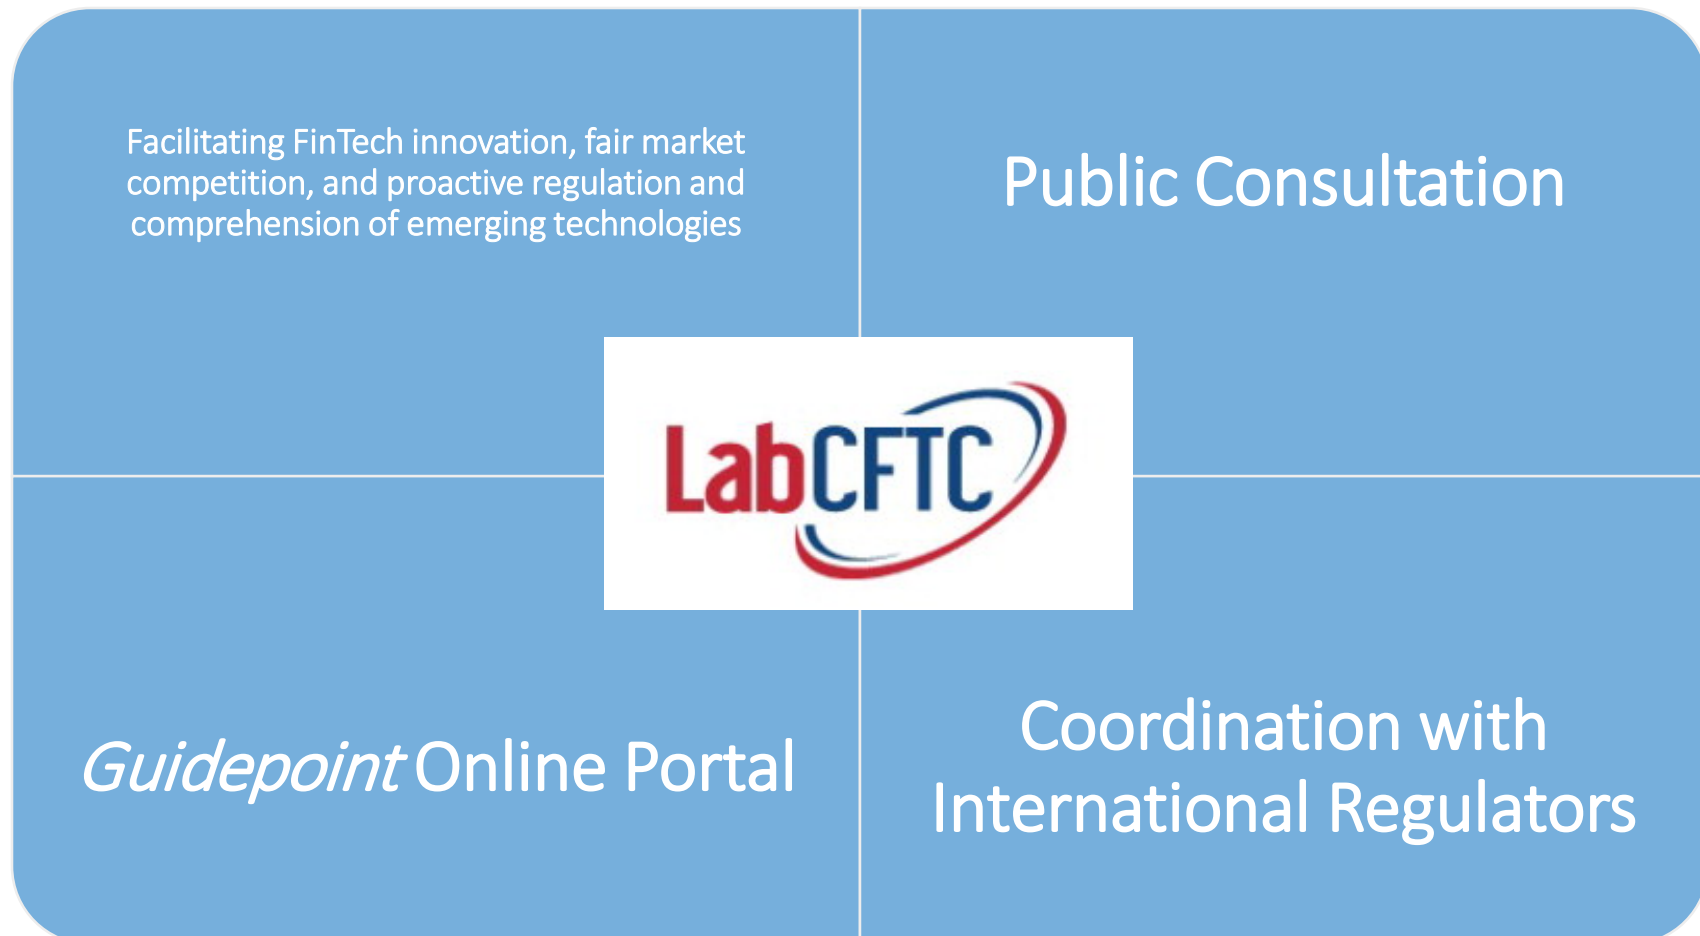 Facilitating FinTech innovation, fair market
competition, and proactive regulation and
comprehension of emerging technologies
Public Consultation
LabCFTC
Guidepoint Online Portal
Coordination with
International Regulators